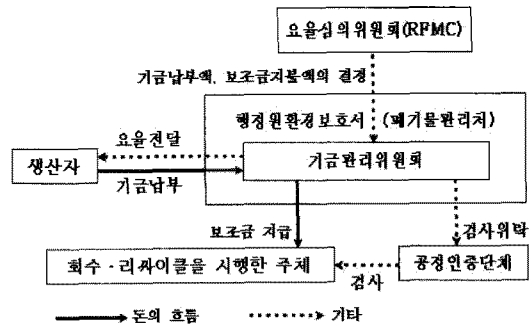 요율심의위원회(RFMC)
기금납부액, 보조금지불액의 결정
행정원환경보호서 (폐기물관리처)
요율전달
생산자
기금관리위원회
기금납부
보조금 지급
검사위탁
회수·리싸이클을 시행한 주체
검사
공정인증단체
돈의 흐름
기타